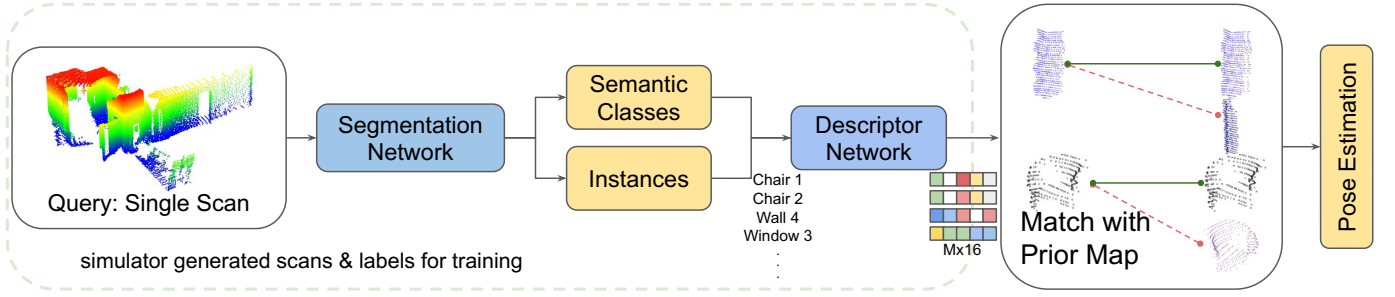 Query: Single Scan
Segmentation
Network
Semantic
Classes
Instances
Descriptor
Network
Chair 1
Chair 2
Wall 4
Window 3
.
.
.
Mx16
simulator generated scans & labels for training
Match with
Prior Map
Pose Estimation